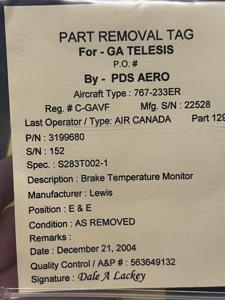 PART REMOVAL TAG
For - GA TELESIS
P.O. #
By - PDS AERO
Aircraft Type : 767-233ER
Reg. # C-GAVF Mfg. S/N : 22528
Last Operator / Type: AIR CANADA Part 129
P/N : 3199680
S/N : 152
Spec. : S283T002-1
Description : Brake Temperature Monitor
Manufacturer : Lewis
Position : E & E
Condition : AS REMOVED
Remarks :
Date : December 21, 2004
Quality Control / A&P # : 563649132
Signature : Dale A Lackey